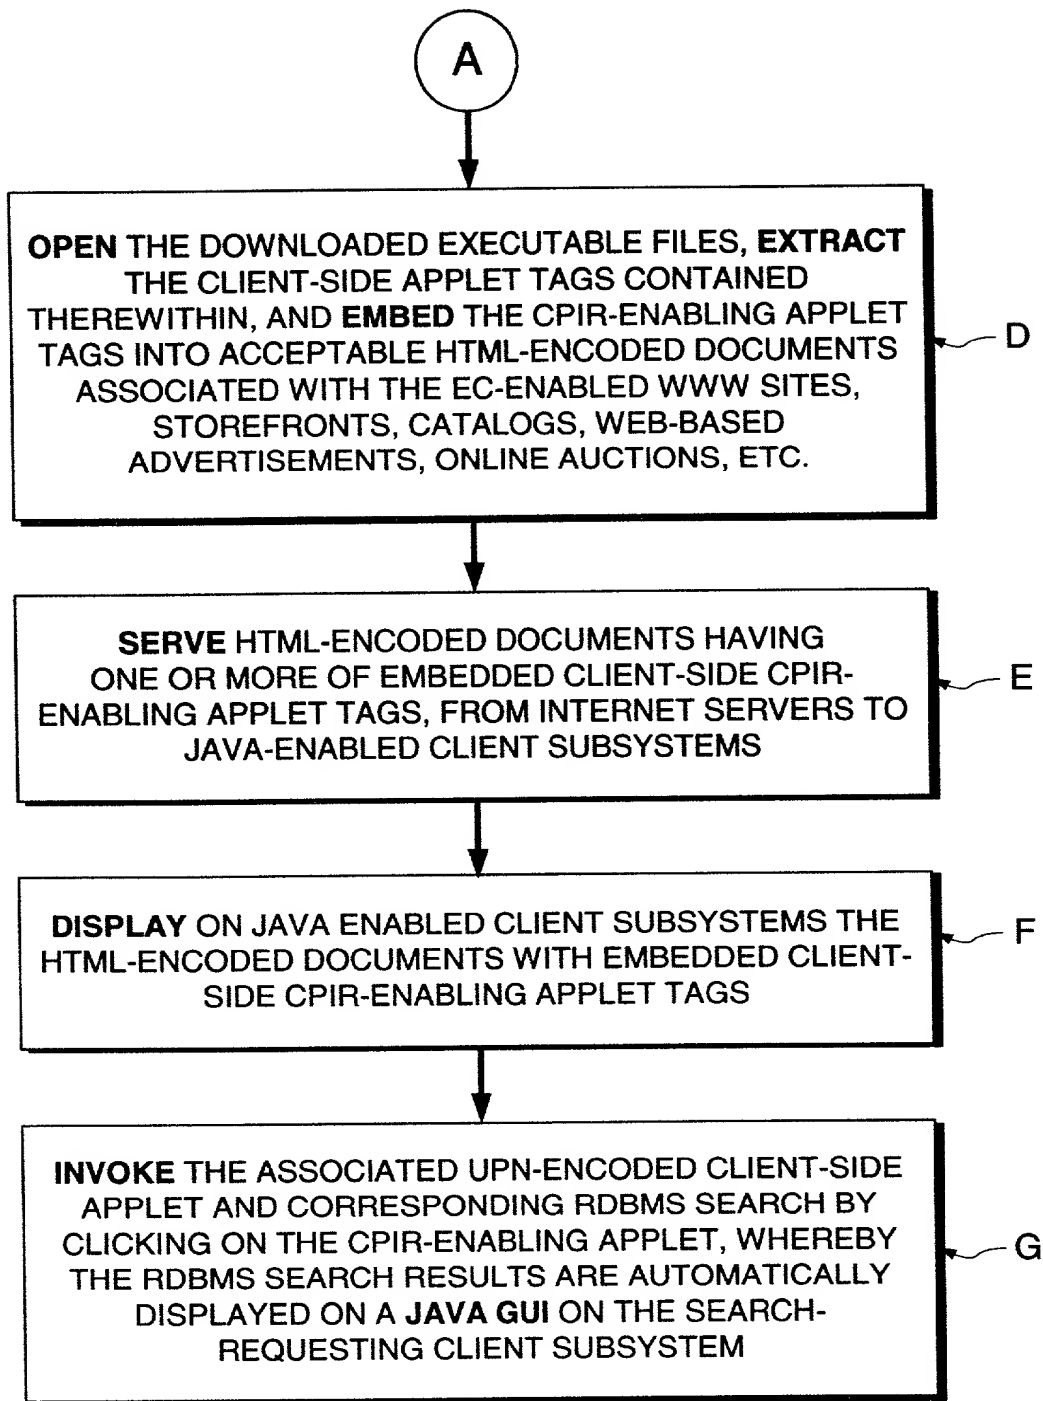 A
OPEN THE DOWNLOADED EXECUTABLE FILES, EXTRACT
THE CLIENT-SIDE APPLET TAGS CONTAINED
THEREWITHIN, AND EMBED THE CPIR-ENABLING APPLET
TAGS INTO ACCEPTABLE HTML-ENCODED DOCUMENTS
ASSOCIATED WITH THE EC-ENABLED WWW SITES,
STOREFRONTS, CATALOGS, WEB-BASED
ADVERTISEMENTS, ONLINE AUCTIONS, ETC.
D
SERVE HTML-ENCODED DOCUMENTS HAVING
ONE OR MORE OF EMBEDDED CLIENT-SIDE CPIR-
ENABLING APPLET TAGS, FROM INTERNET SERVERS TO
JAVA-ENABLED CLIENT SUBSYSTEMS
E
DISPLAY ON JAVA ENABLED CLIENT SUBSYSTEMS THE
HTML-ENCODED DOCUMENTS WITH EMBEDDED CLIENT-
SIDE CPIR-ENABLING APPLET TAGS
F
INVOKE THE ASSOCIATED UPN-ENCODED CLIENT-SIDE
APPLET AND CORRESPONDING RDBMS SEARCH BY
CLICKING ON THE CPIR-ENABLING APPLET, WHEREBY
THE RDBMS SEARCH RESULTS ARE AUTOMATICALLY
DISPLAYED ON A JAVA GUI ON THE SEARCH-
REQUESTING CLIENT SUBSYSTEM
G